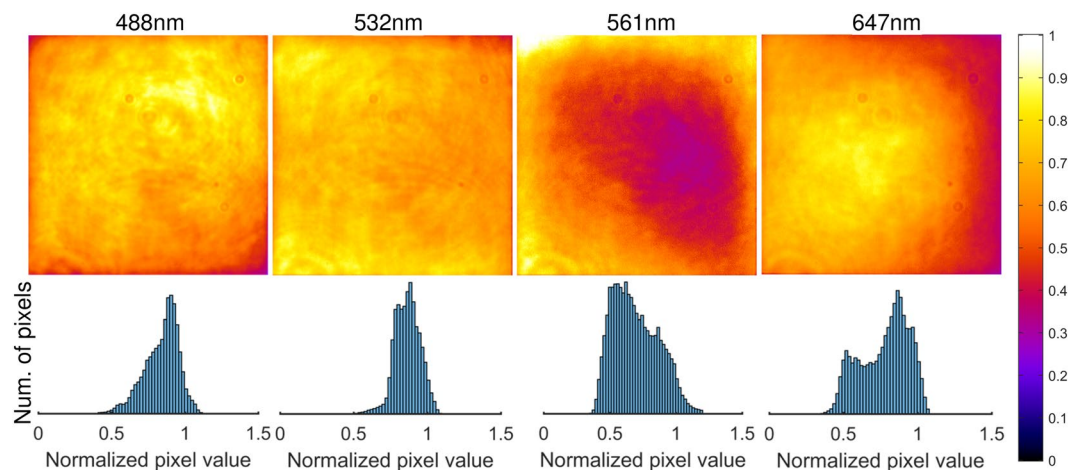 488nm 532nm 561nm 647nm
1
0.9
0.8
0.7
0.6
0.5
0.4
0.3
0.2
0.1
0
Num. of pixels
0 0.5 1 1.5 0 0.5 1 1.5 0 0.5 1 1.5 0 0.5 1 1.5
Normalized pixel value Normalized pixel value Normalized pixel value Normalized pixel value